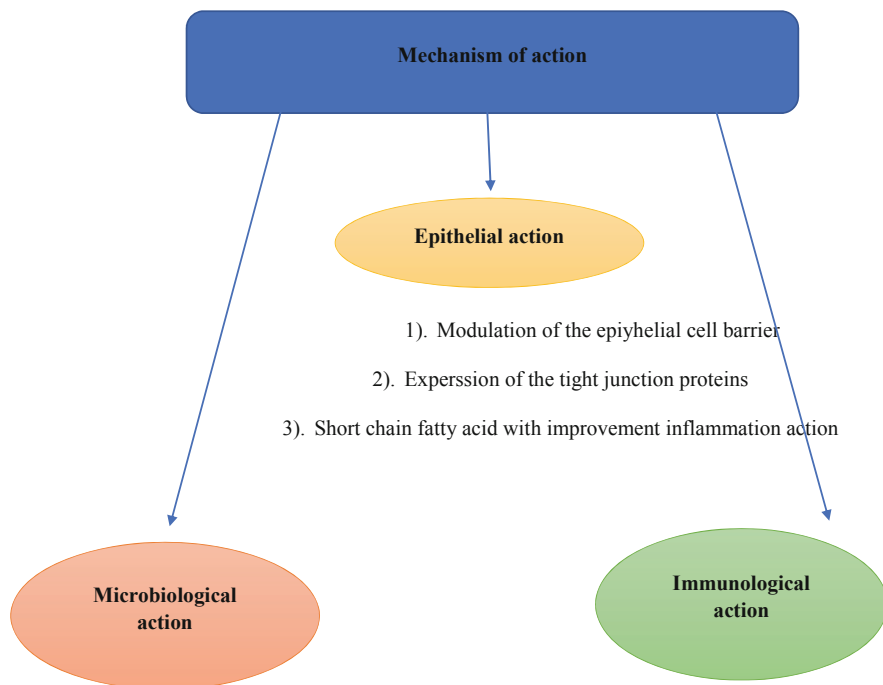 Mechanism of action
Epithelial action
1). Modulation of the epiyhelial cell barrier
2). Experssion of the tight junction proteins
3). Short chain fatty acid with improvement inflammation action
Microbiological
action
Immunological
action